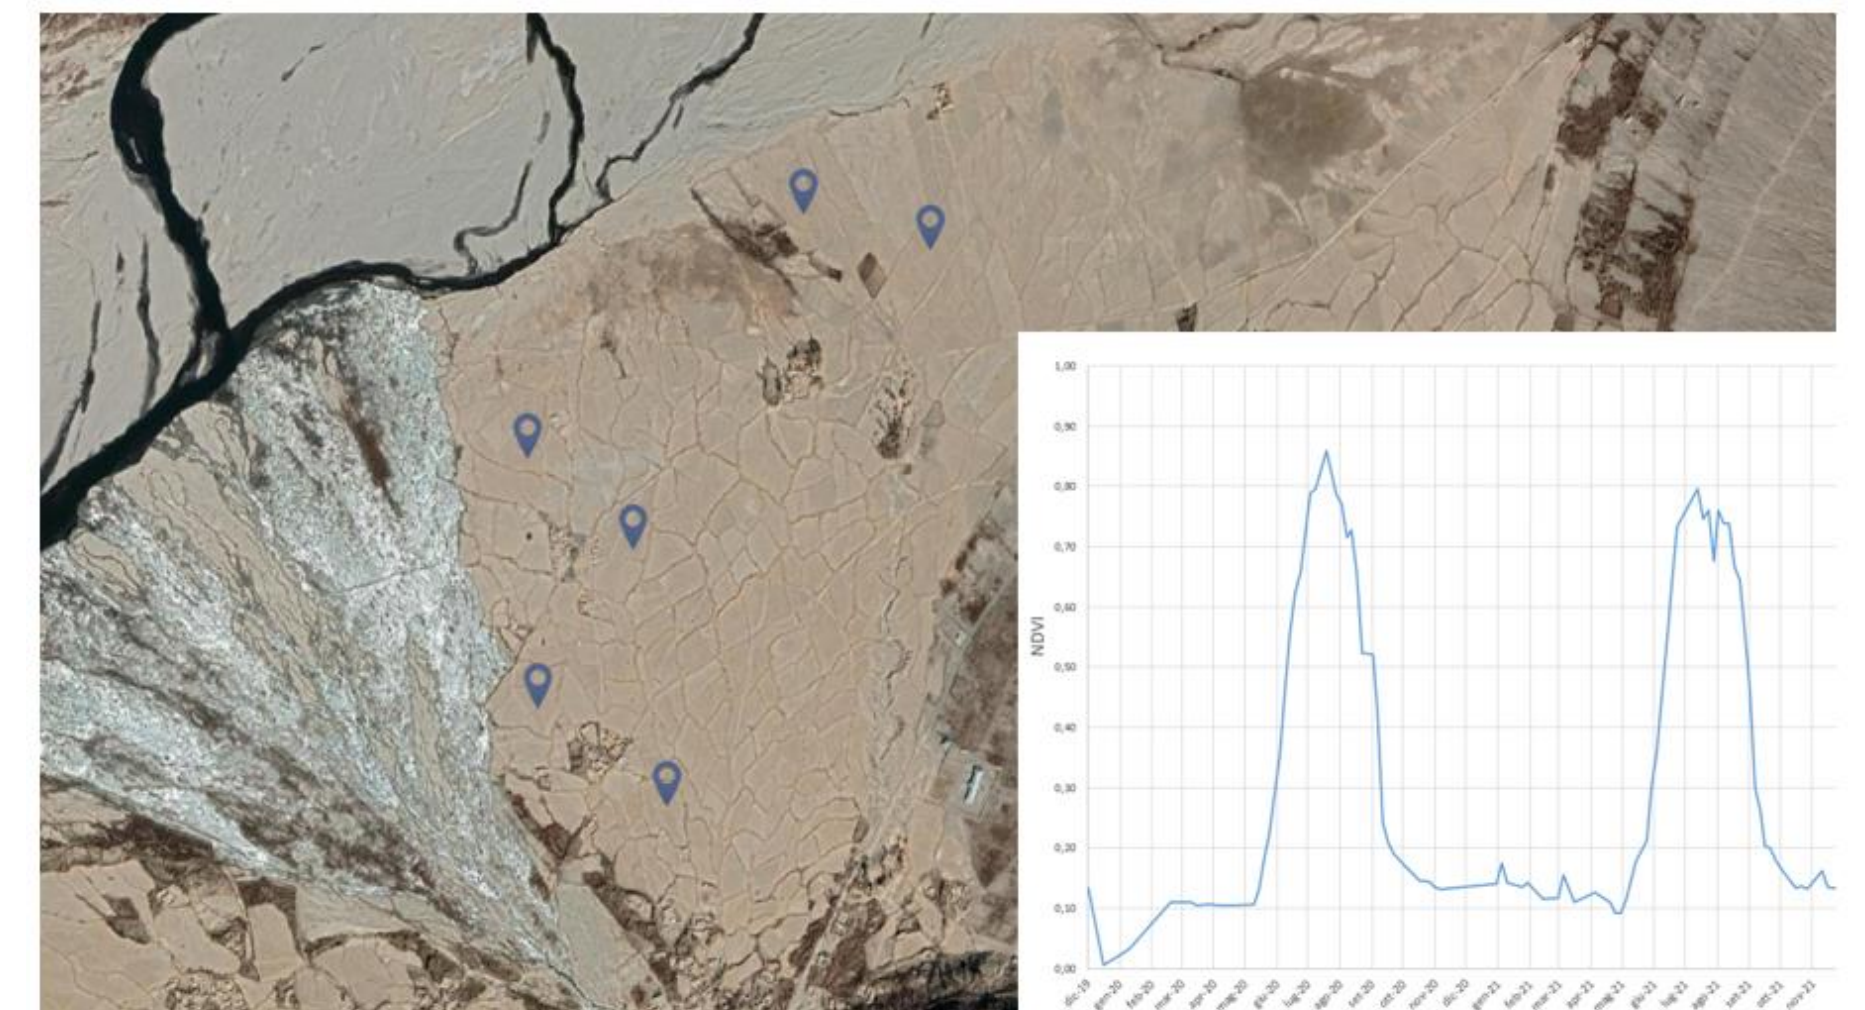 1,00
0,90
0,80
0,70
0,60
0,50
0,40
0,30
0,20
0,10
0,00
NDVI
dic-19
gen-20
feb-20
mar-20
apr-20
mag-20
giu-20
lug-20
ago-20
set-20
ott-20
nov-20
dic-20
gen-21
feb-21
mar-21
apr-21
mag-21
giu-21
lug-21
ago-21
set-21
ott-21
nov-21